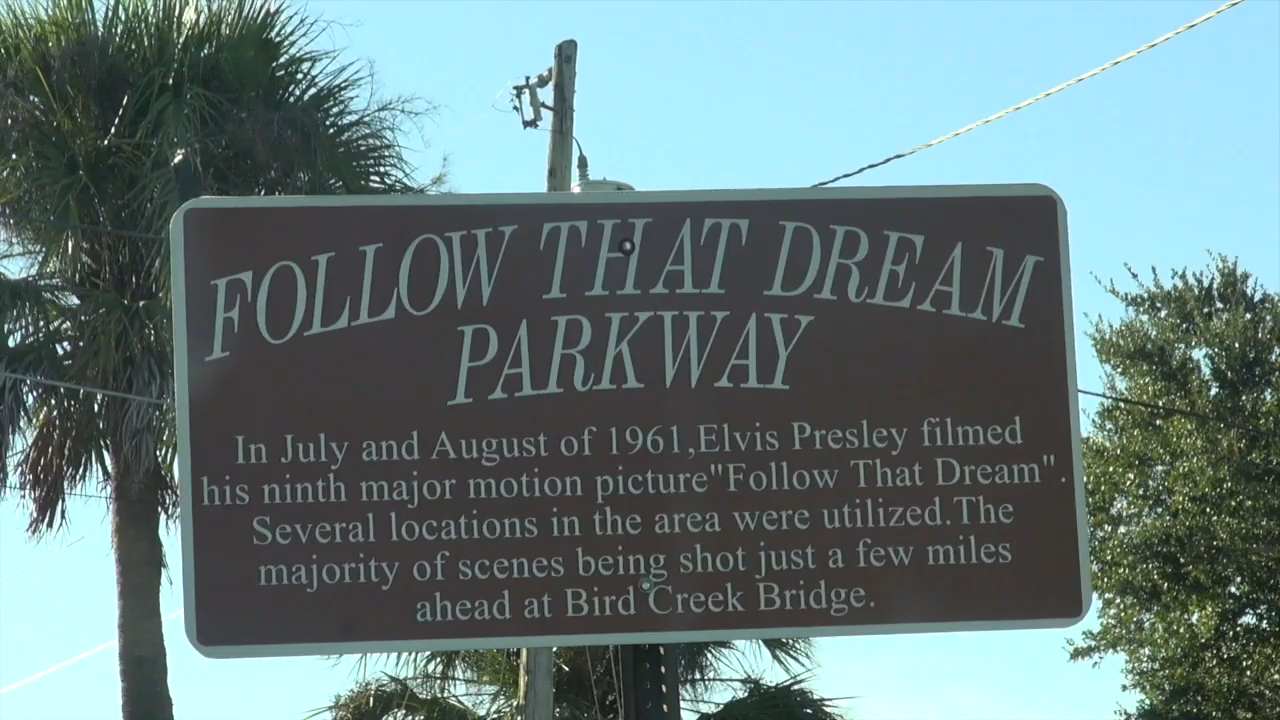 FOLLOW THAT DREAM
PARKWAY
In July and August of 1961,Elvis Presley filmed
his ninth major motion picture"Follow That Dream".
Several locations in the area were utilized.The
majority of scenes being shot just a few miles
ahead at Bird Creek Bridge.